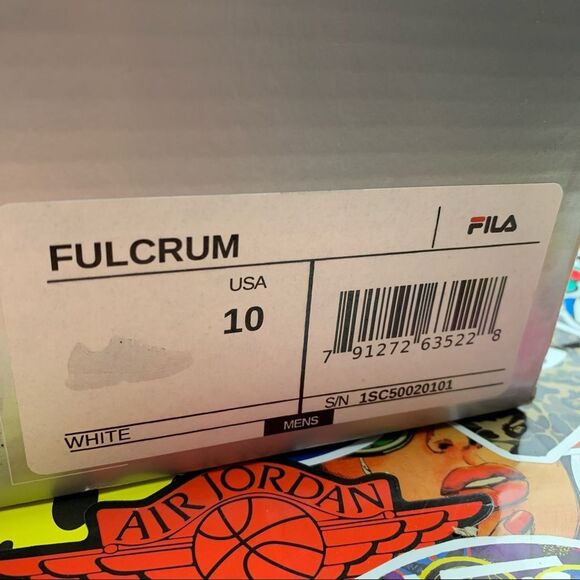 FULCRUM
FILA
USA
10
7 91272 63522 8
WHITE
MENS
S/N 1SC50020101
AIR JORDAN